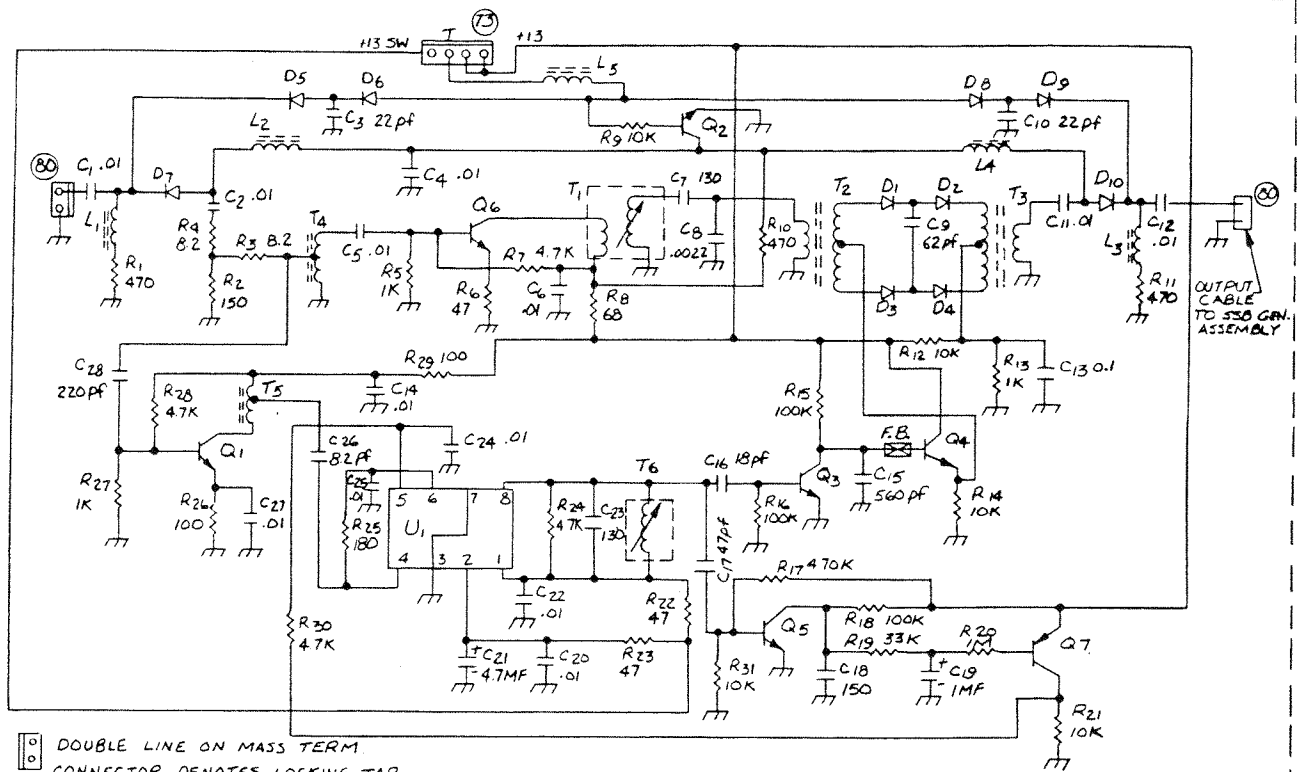 73
+13 SW
J
+13
L5
D5
D6
C3 22pf
D8
D9
C10 22pf
R9 10K
Q2
L2
L4
80
C1 .01
D7
C4 .01
C7 130
T1
T2
D1
D2
T3
D10
80
C2 .01
L1
R4
8.2
R3 8.2
T4
Q6
C5 .01
R7 4.7K
C8
.0022
R10
470
C9
62pf
C11 .01
C12
.01
L3
R1
470
R2
150
R5
1K
R6
47
C6
.01
R8
68
D3
D4
R11
470
OUTPUT
CABLE
TO SSB GEN.
ASSEMBLY
C28
220pf
R29 100
R12 10K
R13
1K
C13 0.1
R28
4.7K
T5
C14
.01
R15
100K
F.B.
Q4
Q1
C26
82pf
C24 .01
T6
C16 18pf
Q3
C15
560pf
R14
10K
R27
1K
R26
100
C27
.01
C25
.01
R25
180
5 6 7 8
U1
4 3 2 1
R24
47K
C23
130
R16
100K
C17 47pf
R17 470K
R30
4.7K
C22
.01
R22
47
R18 100K
Q5
R19 33K
R20
1M
Q7
+ C21
- 4.7MF
C20
.01
R23
47
R31
10K
C18
150
+ C19
- 1MF
R21
10K
DOUBLE LINE ON MASS TERM
CONNECTOR DENOTES LOCKING TAB